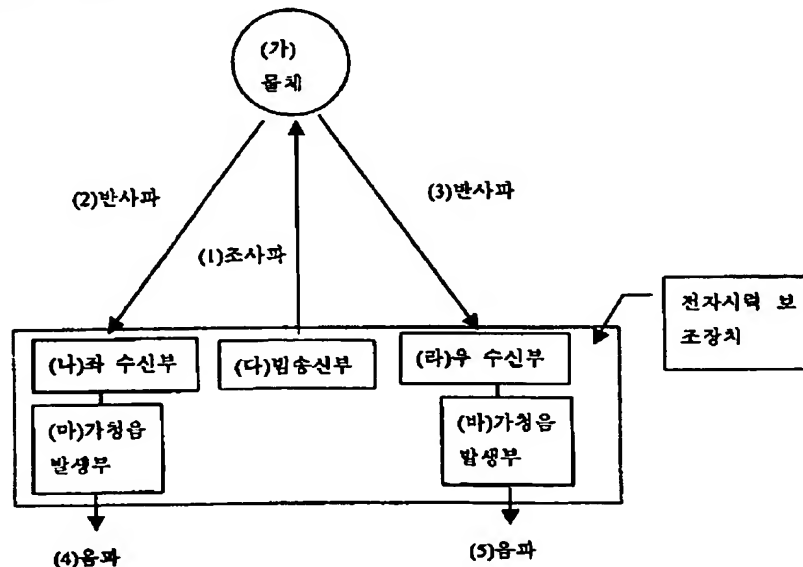 (가)
물체
(2)반사파
(3)반사파
(1)조사파
전자시력 보
조장치
(나)좌 수신부
(다)빔송신부
(라)우 수신부
(마)가청음
발생부
(바)가청음
발생부
(4)음파
(5)음파